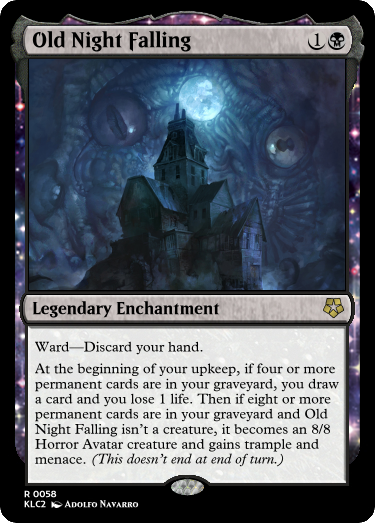 Old Night Falling 1
Legendary Enchantment
Ward—Discard your hand.
At the beginning of your upkeep, if four or more
permanent cards are in your graveyard, you draw
a card and you lose 1 life. Then if eight or more
permanent cards are in your graveyard and Old
Night Falling isn't a creature, it becomes an 8/8
Horror Avatar creature and gains trample and
menace. (This doesn't end at end of turn.)
R 0058
KLC2 Adolfo Navarro